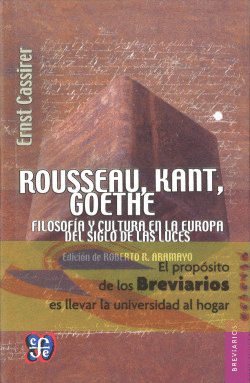 Ernst Cassirer
ROUSSEAU, KANT,
GOETHE
FILOSOFÍA Y CULTURA EN LA EUROPA
DEL SIGLO DE LAS LUCES
Edición de ROBERTO R. ARAMAYO
El propósito
de los Breviarios
es llevar la universidad al hogar
BREVIARIOS
cfe